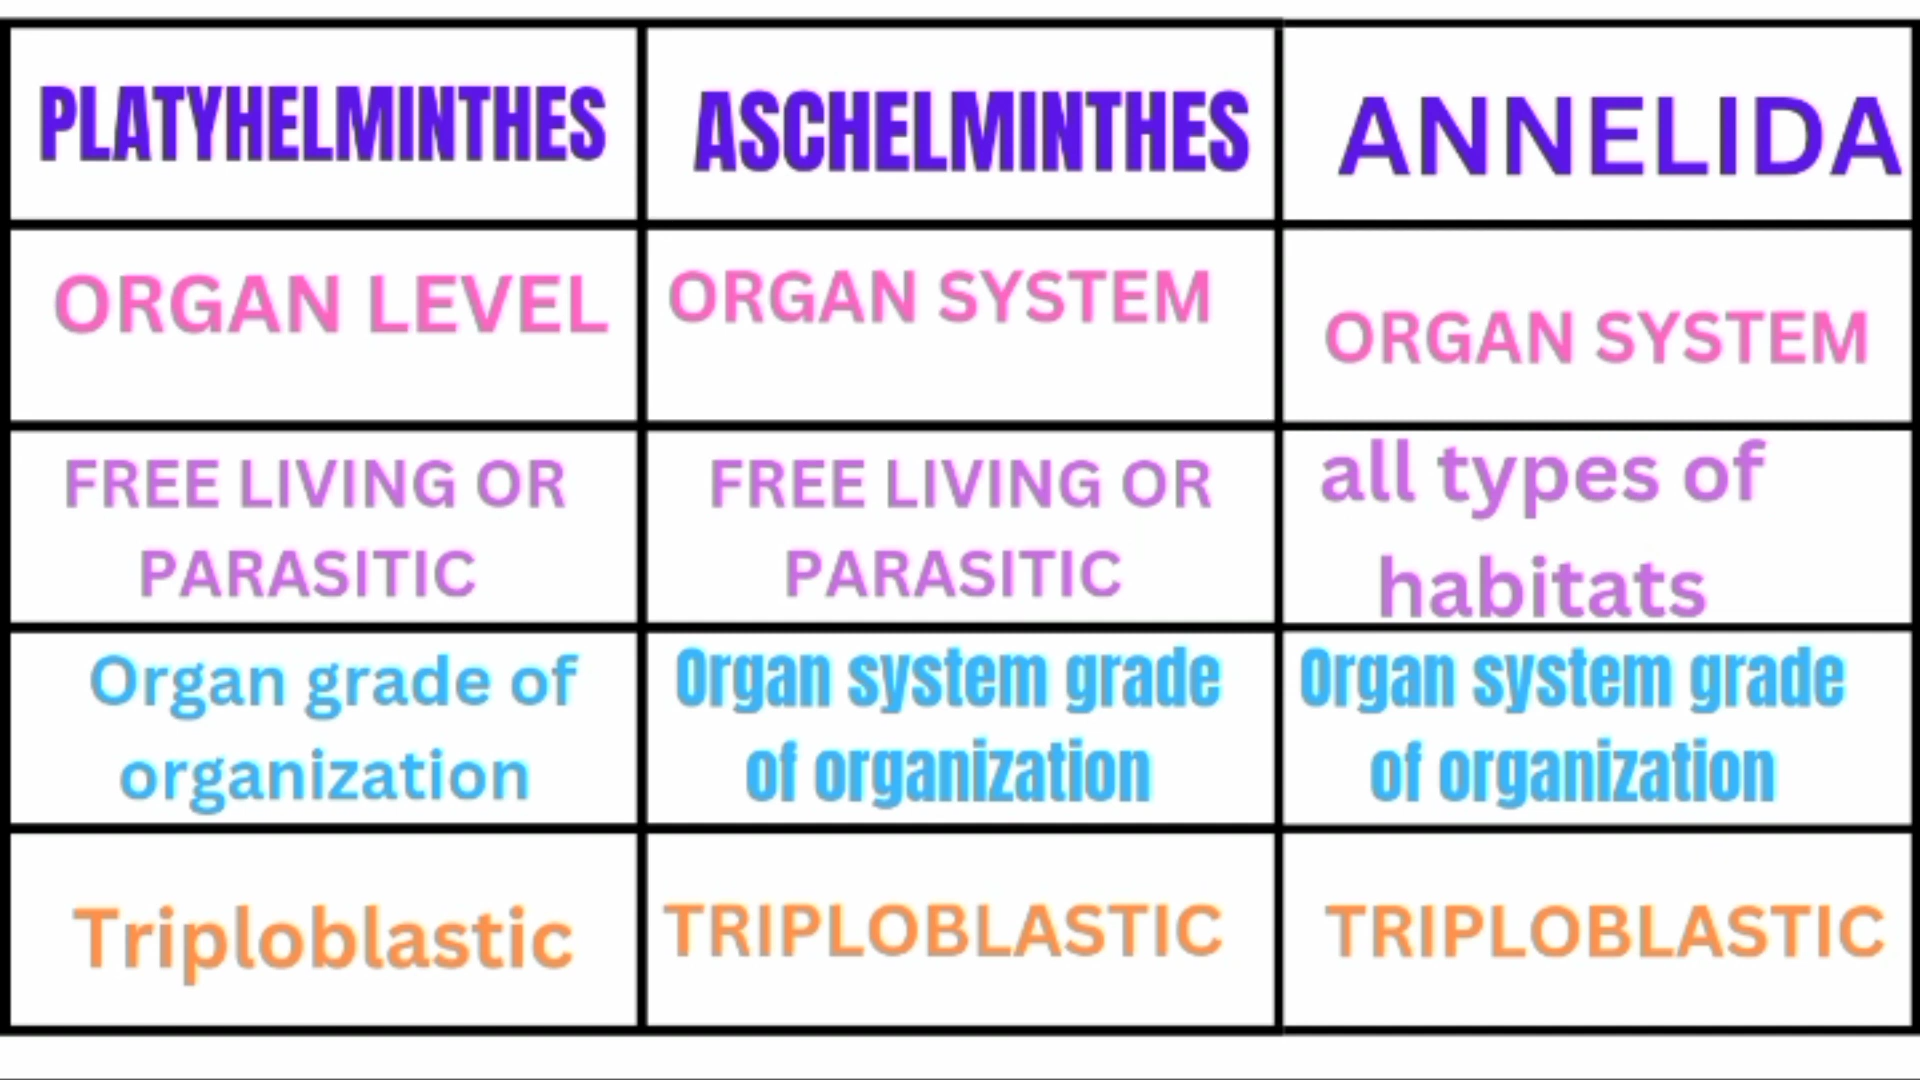 PLATYHELMINTHES
ASCHELMINTHES
ANNELIDA
ORGAN LEVEL
ORGAN SYSTEM
ORGAN SYSTEM
FREE LIVING OR
PARASITIC
FREE LIVING OR
PARASITIC
all types of
habitats
Organ grade of
organization
Organ system grade
of organization
Organ system grade
of organization
Triploblastic
TRIPLOBLASTIC
TRIPLOBLASTIC